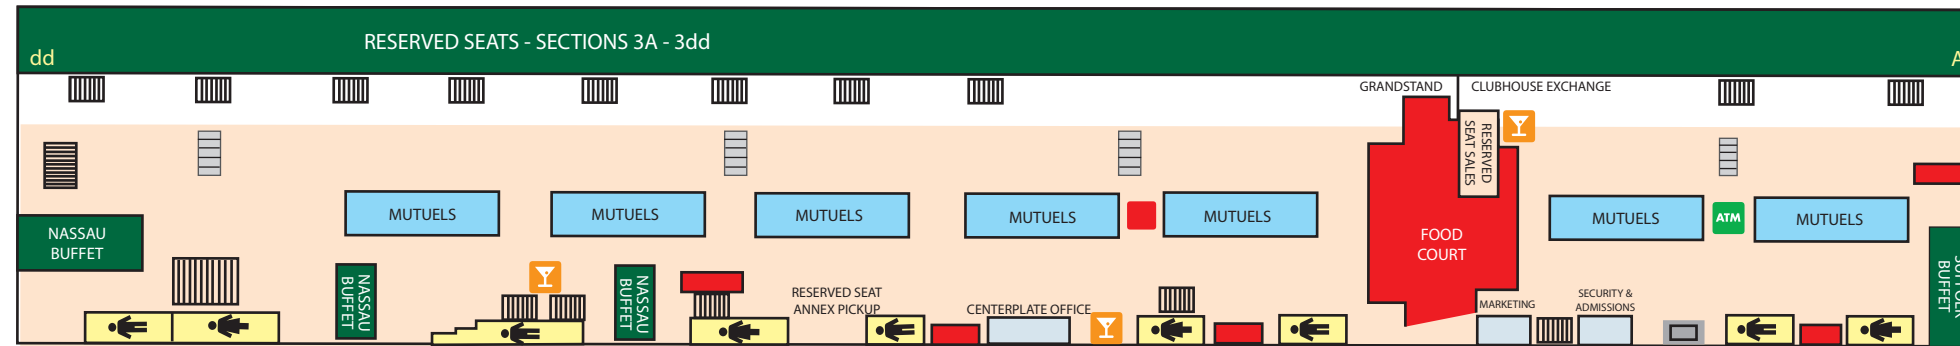 RESERVED SEATS - SECTIONS 3A - 3dd
dd
A
GRANDSTAND
CLUBHOUSE EXCHANGE
RESERVED
SEAT SALES
MUTUELS
MUTUELS
MUTUELS
MUTUELS
MUTUELS
MUTUELS
ATM
MUTUELS
NASSAU
BUFFET
FOOD
COURT
NASSAU
BUFFET
NASSAU
BUFFET
RESERVED SEAT
ANNEX PICKUP
CENTERPLATE OFFICE
MARKETING
SECURITY &
ADMISSIONS
BUFFET